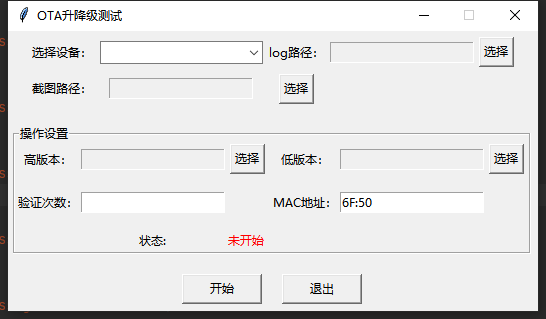 OTA升降级测试
选择设备： log路径： 选择
截图路径： 选择
操作设置
高版本： 选择 低版本： 选择
验证次数： MAC地址： 6F:50
状态: 未开始
开始 退出